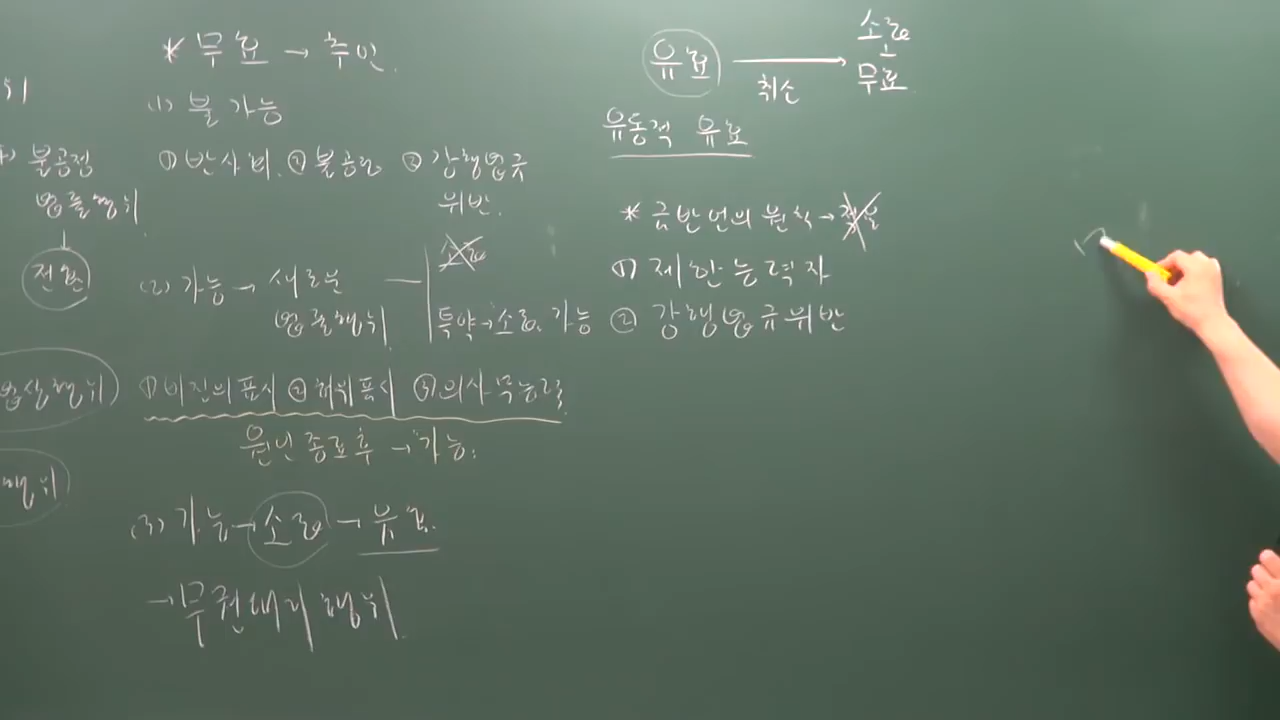 * 무효 → 추인.
(1) 불가능
① 반사회. ② 불공정 ③ 강행법규
위반.
(2) 가능 → 새로운
법률행위
소급
특약→소급 가능
① 비진의표시 ② 허위표시 ③ 의사무능력.
원인종료후 → 가능.
(3) 가능→소급→유효.
→무권대리행위.
불공정
법률행위
↓
전환
유효 → 취소
소급
무효
유동적 유효
* 금반언의 원칙→적용
① 제한능력자
② 강행법규위반